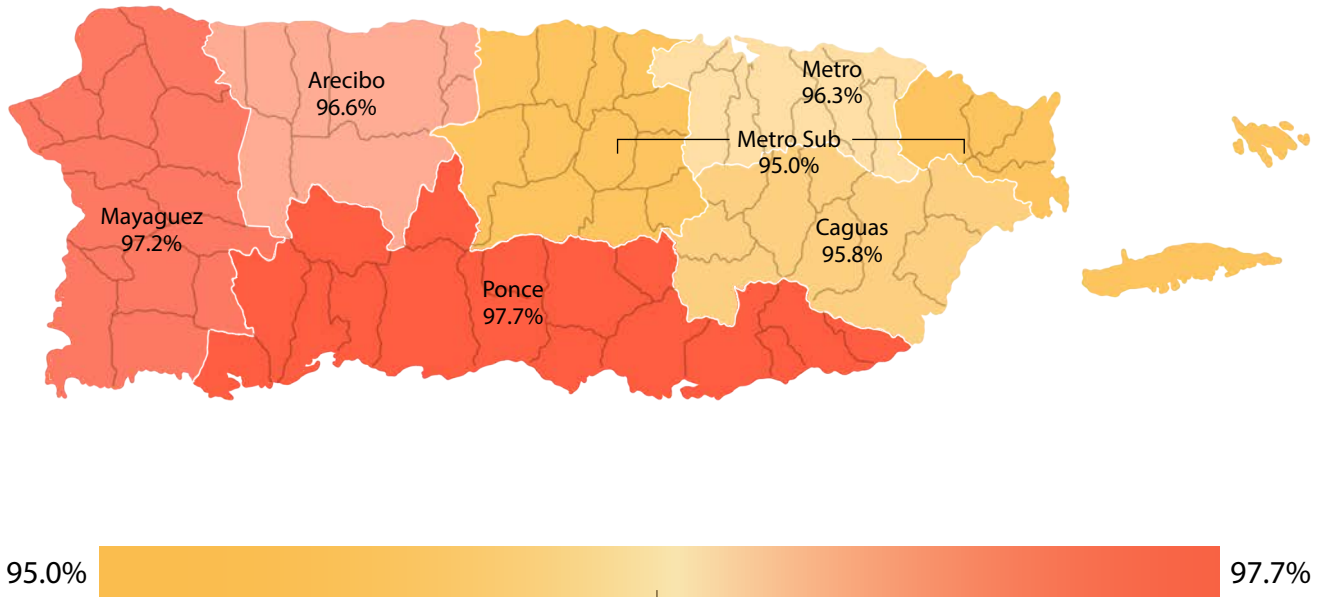 Arecibo
96.6%
Metro
96.3%
Metro Sub
95.0%
Mayaguez
97.2%
Caguas
95.8%
Ponce
97.7%
95.0%
97.7%